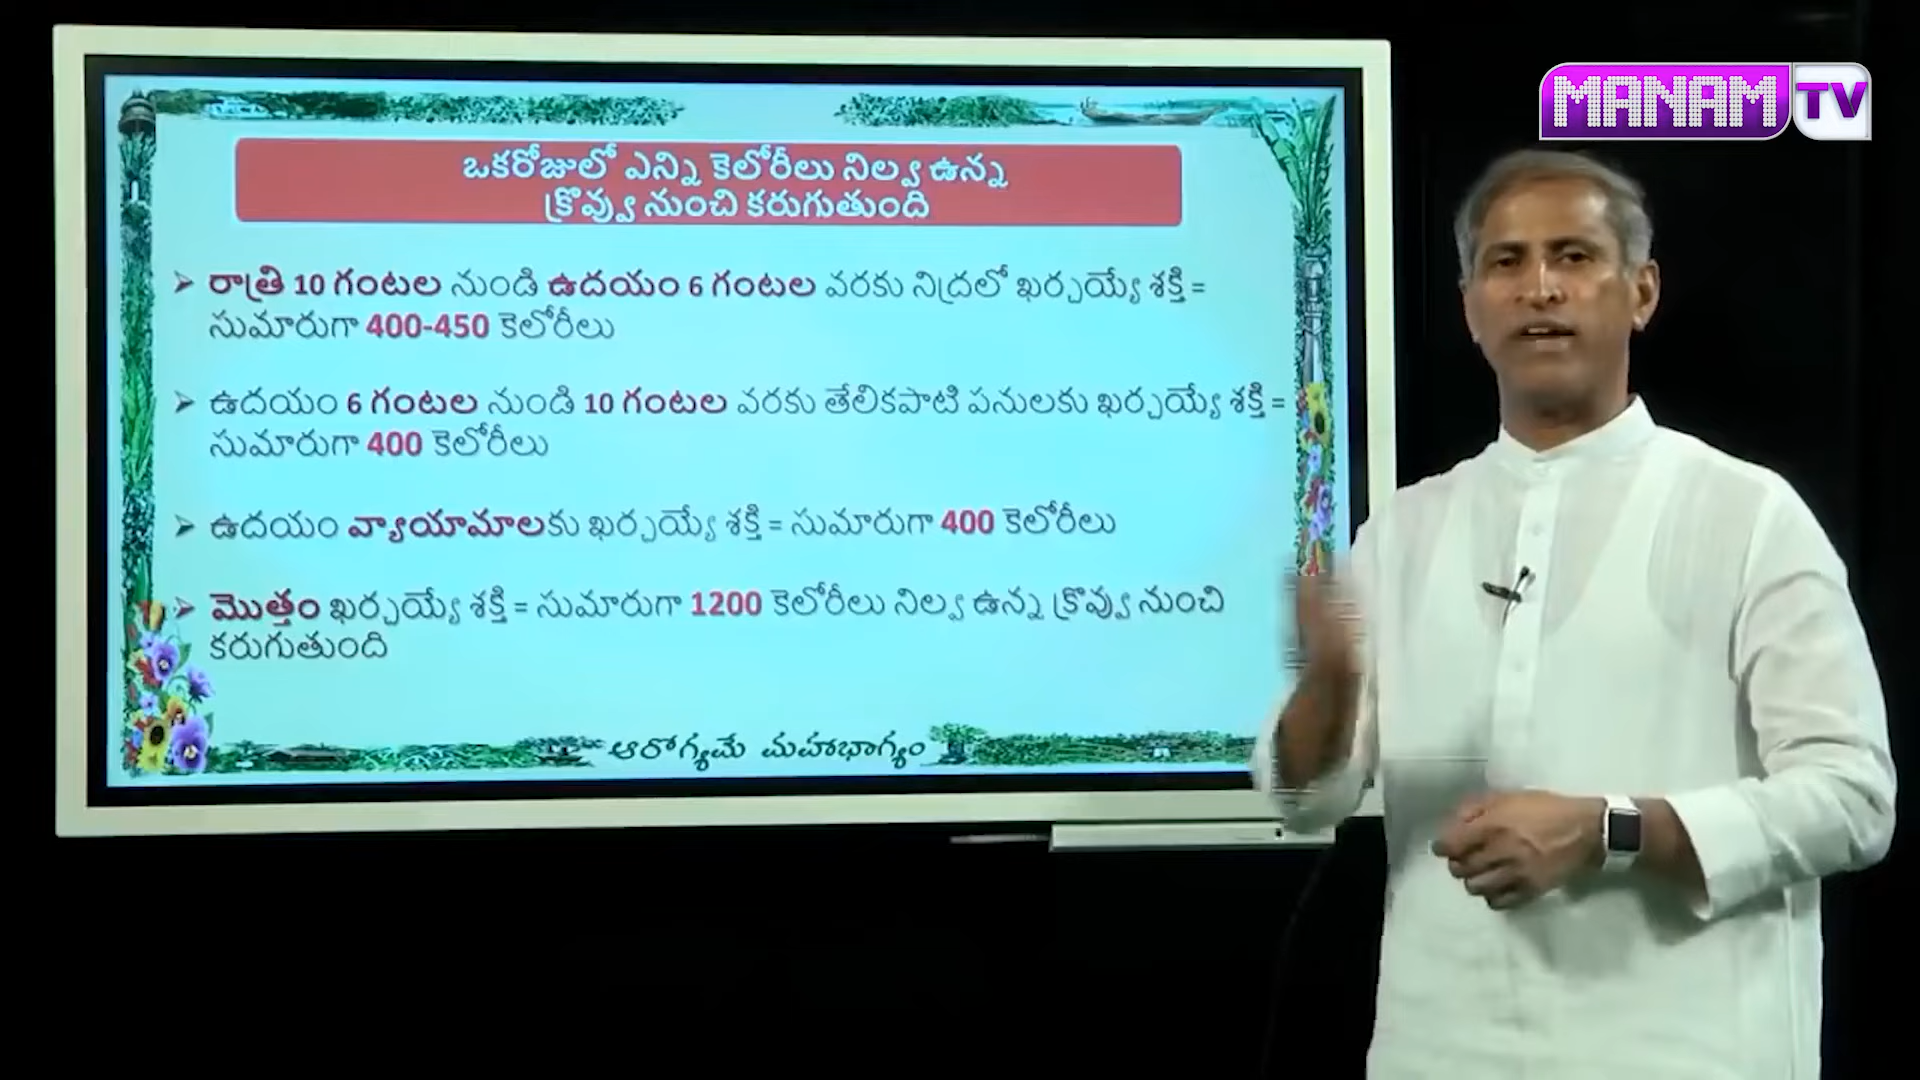 MANAM TV
ఒకరోజులో ఎన్ని కెలోరీలు నిల్వ ఉన్న
క్రొవ్వు నుంచి కరుగుతుంది
రాత్రి 10 గంటల నుండి ఉదయం 6 గంటల వరకు నిద్రలో ఖర్చయ్యే శక్తి =
సుమారుగా 400-450 కెలోరీలు
ఉదయం 6 గంటల నుండి 10 గంటల వరకు తేలికపాటి పనులకు ఖర్చయ్యే శక్తి =
సుమారుగా 400 కెలోరీలు
ఉదయం వ్యాయామాలకు ఖర్చయ్యే శక్తి = సుమారుగా 400 కెలోరీలు
మొత్తం ఖర్చయ్యే శక్తి = సుమారుగా 1200 కెలోరీలు నిల్వ ఉన్న క్రొవ్వు నుంచి
కరుగుతుంది
ఆరోగ్యమే మహాభాగ్యం